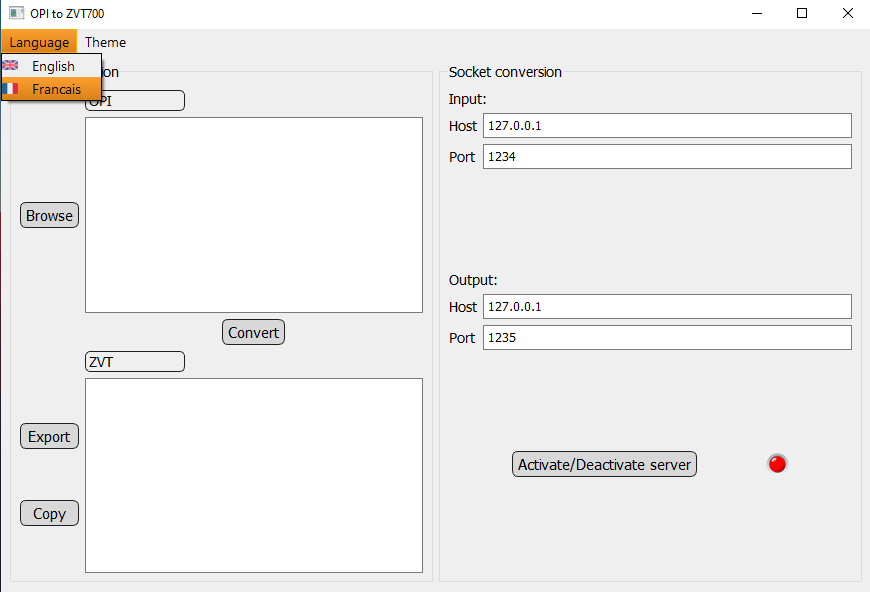 OPI to ZVT700
Language Theme
English
Francais
ion
OPI
Browse
Convert
ZVT
Export
Copy
Socket conversion
Input:
Host 127.0.0.1
Port 1234
Output:
Host 127.0.0.1
Port 1235
Activate/Deactivate server